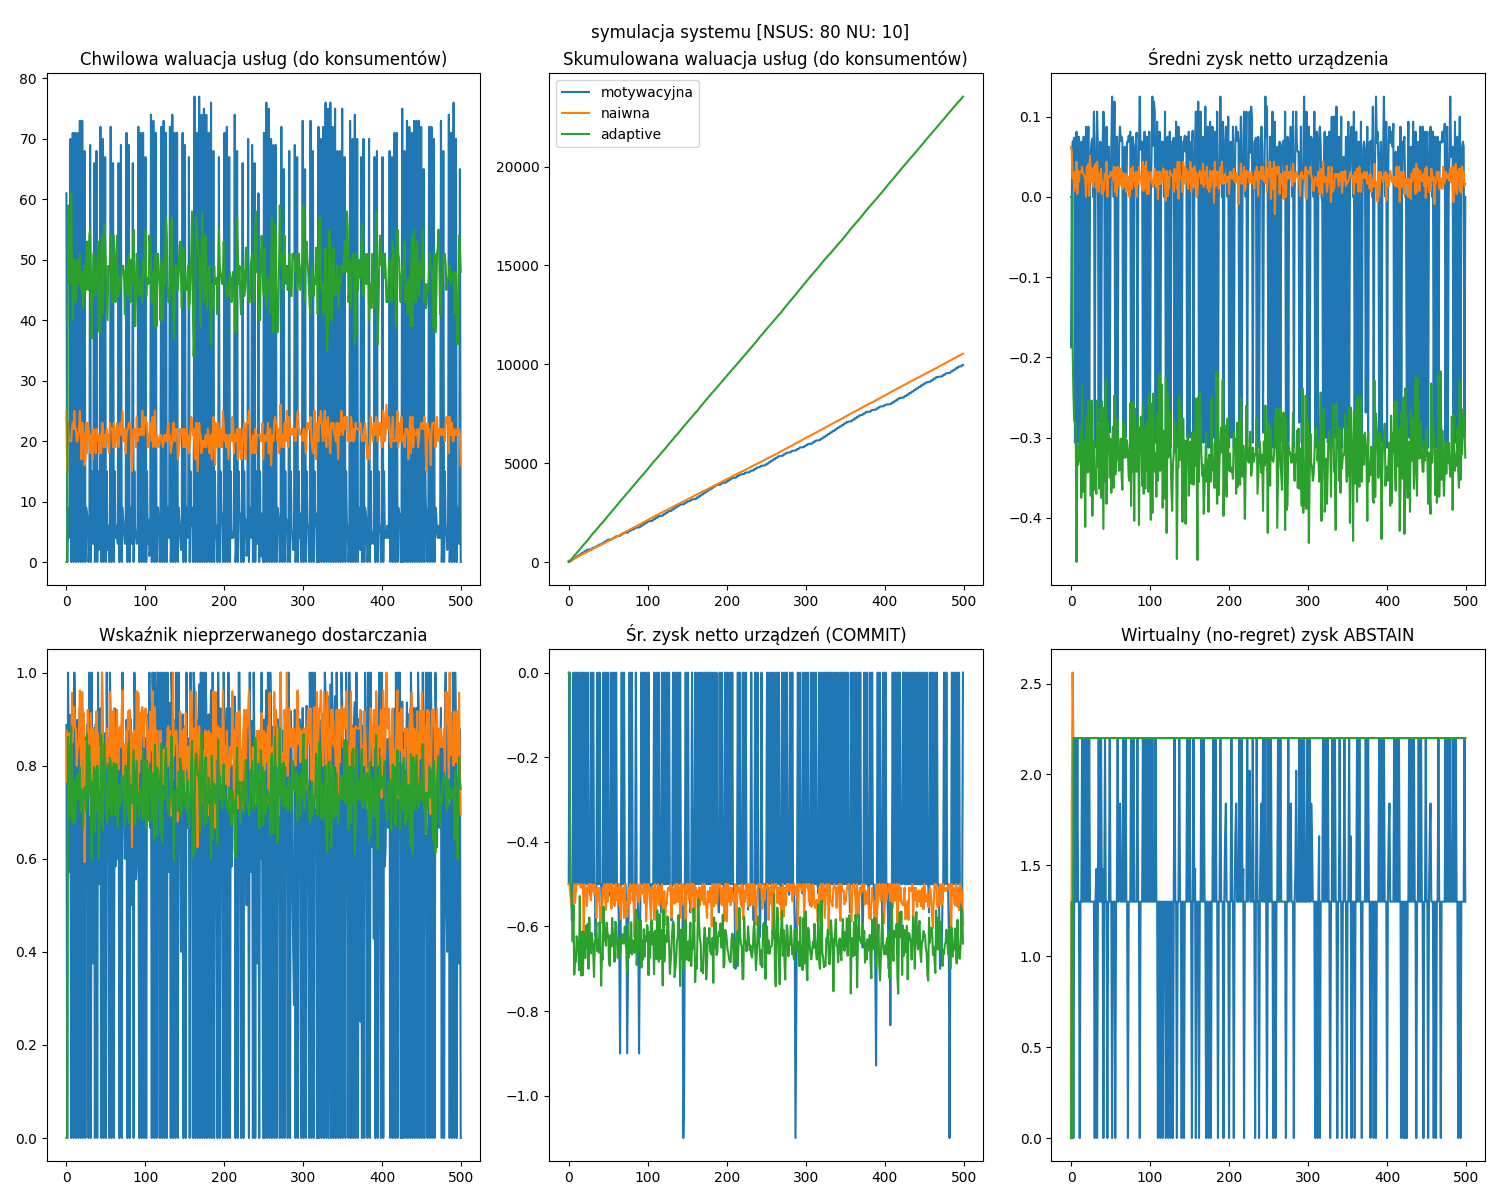 symulacja systemu [NSUS: 80 NU: 10]
Chwilowa waluacja usług (do konsumentów)
80
70
60
50
40
30
20
10
0
0 100 200 300 400 500
Skumulowana waluacja usług (do konsumentów)
motywacyjna
naiwna
adaptive
20000
15000
10000
5000
0
0 100 200 300 400 500
Średni zysk netto urządzenia
0.1
0.0
−0.1
−0.2
−0.3
−0.4
0 100 200 300 400 500
Wskaźnik nieprzerwanego dostarczania
1.0
0.8
0.6
0.4
0.2
0.0
0 100 200 300 400 500
Śr. zysk netto urządzeń (COMMIT)
0.0
−0.2
−0.4
−0.6
−0.8
−1.0
0 100 200 300 400 500
Wirtualny (no-regret) zysk ABSTAIN
2.5
2.0
1.5
1.0
0.5
0.0
0 100 200 300 400 500